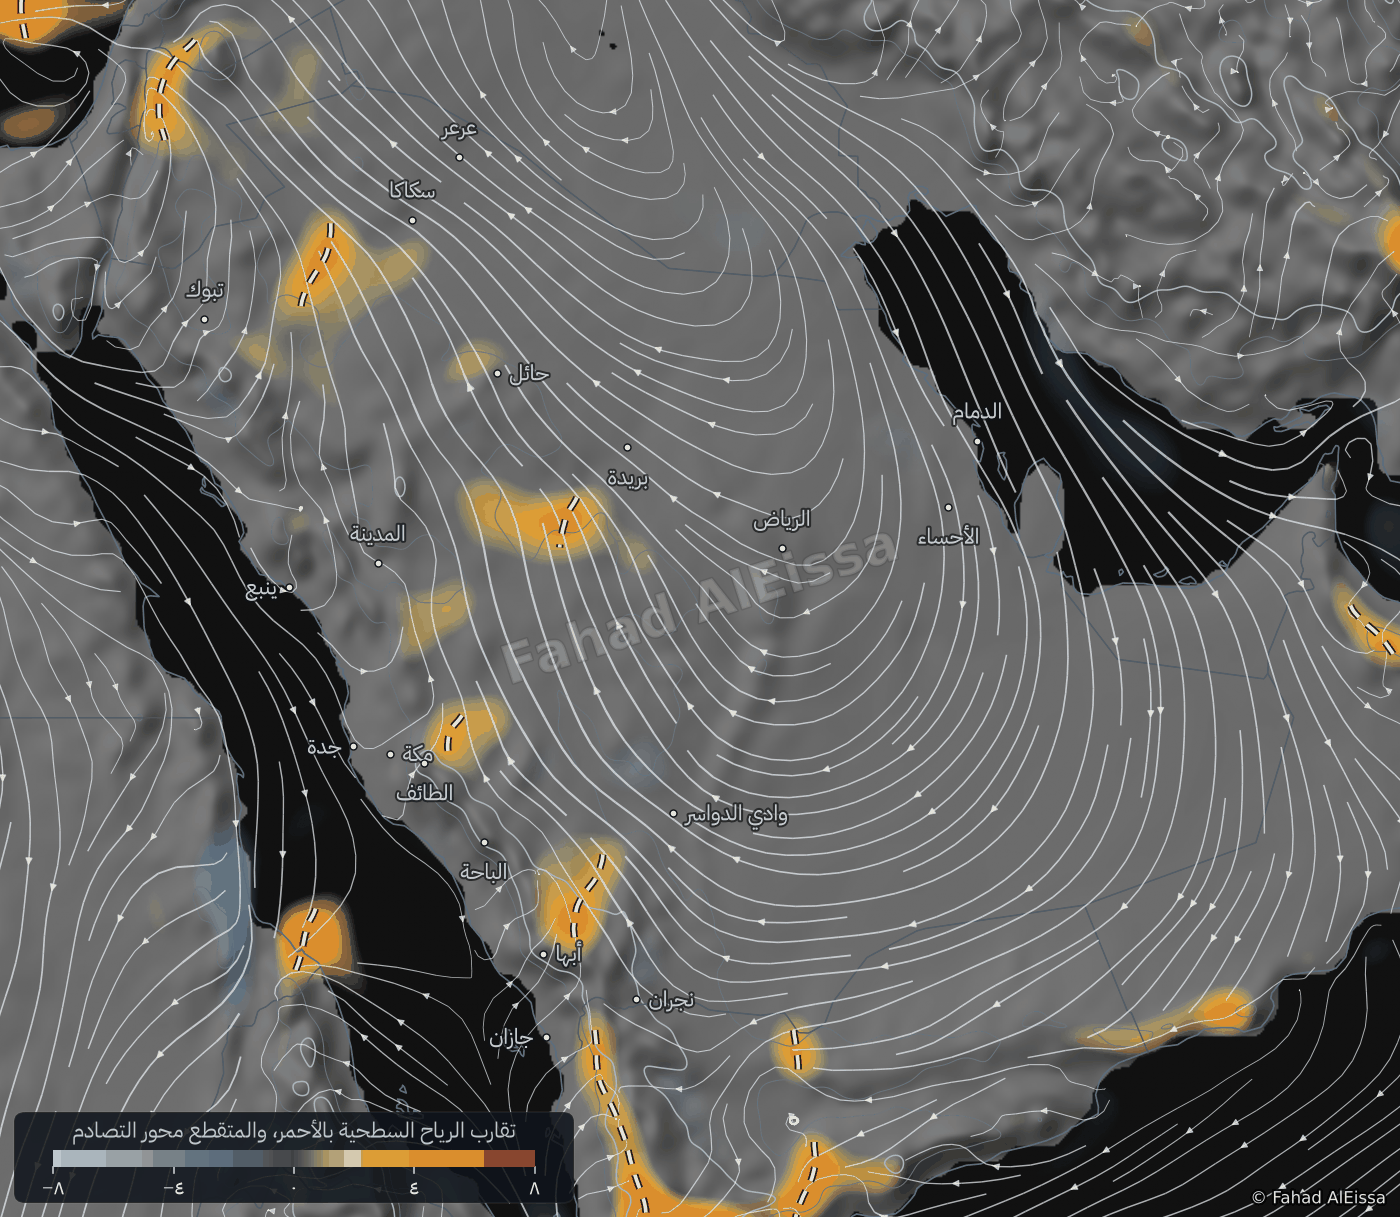 عرعر
سكاكا
تبوك
حائل
الدمام
بريدة
الرياض
المدينة
الأحساء
ينبع
Fahad AlEissa
جدة
مكة
الطائف
وادي الدواسر
الباحة
أبها
نجران
جازان
تقارب الرياح السطحية بالأحمر، والمتقطع محور التصادم
−٨ −٤ ٠ ٤ ٨
© Fahad AlEissa